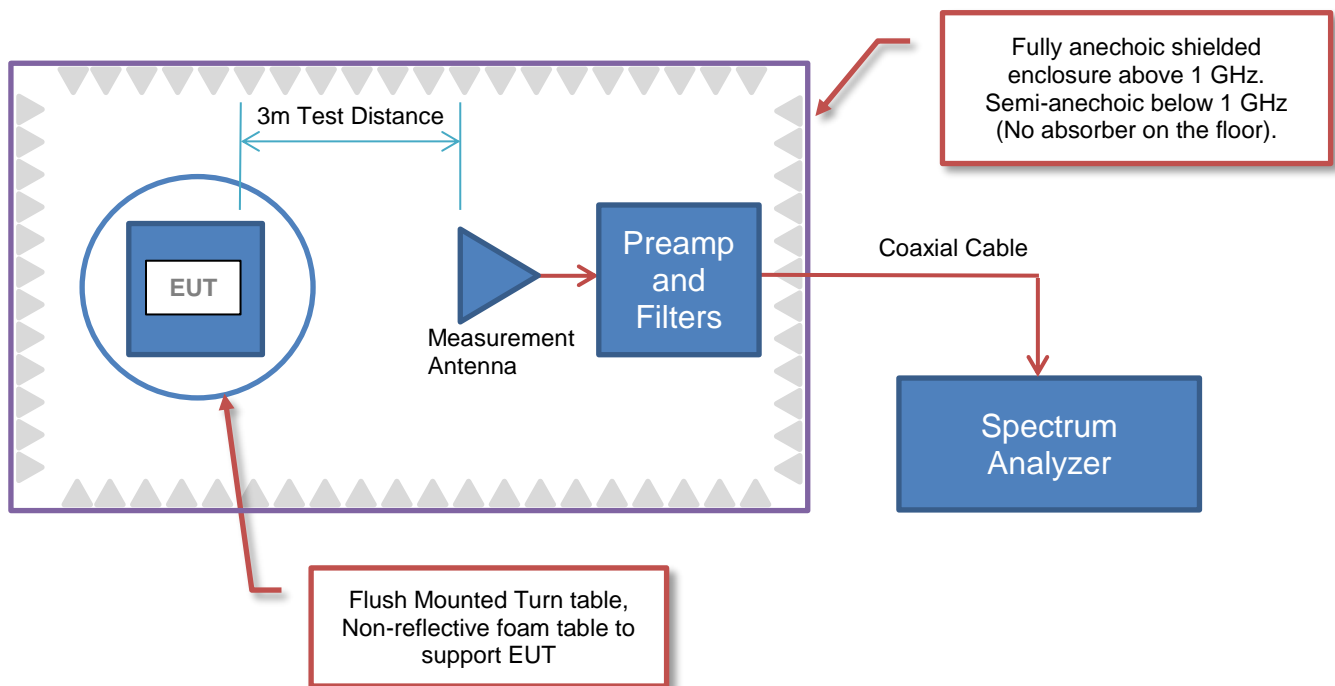 Fully anechoic shielded
enclosure above 1 GHz.
Semi-anechoic below 1 GHz
(No absorber on the floor).
3m Test Distance
EUT
Measurement
Antenna
Preamp
and
Filters
Coaxial Cable
Spectrum
Analyzer
Flush Mounted Turn table,
Non-reflective foam table to
support EUT